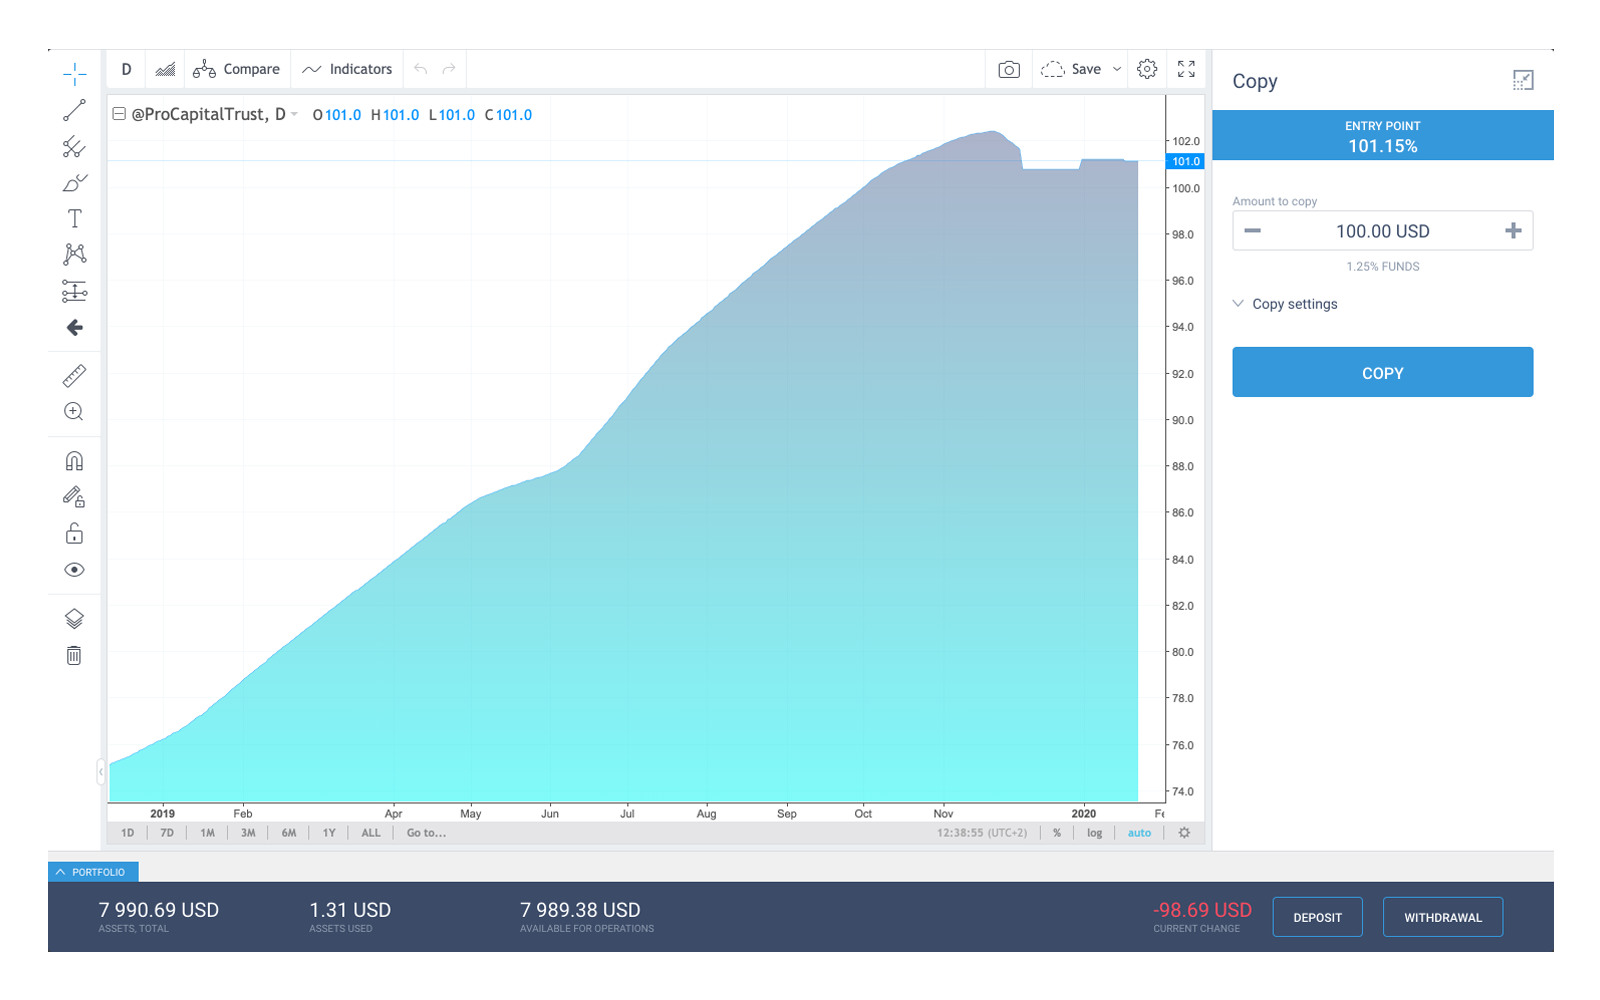 D Compare Indicators Save
@ProCapitalTrust, D O101.0 H101.0 L101.0 C101.0
102.0
101.0
100.0
98.0
96.0
94.0
92.0
90.0
88.0
86.0
84.0
82.0
80.0
78.0
76.0
74.0
2019 Feb Apr May Jun Jul Aug Sep Oct Nov 2020 Fe
1D 7D 1M 3M 6M 1Y ALL Go to... 12:38:55 (UTC+2) % log auto
Copy
ENTRY POINT
101.15%
Amount to copy
100.00 USD
1.25% FUNDS
Copy settings
COPY
PORTFOLIO
7 990.69 USD 1.31 USD 7 989.38 USD -98.69 USD DEPOSIT WITHDRAWAL
ASSETS, TOTAL ASSETS USED AVAILABLE FOR OPERATIONS CURRENT CHANGE